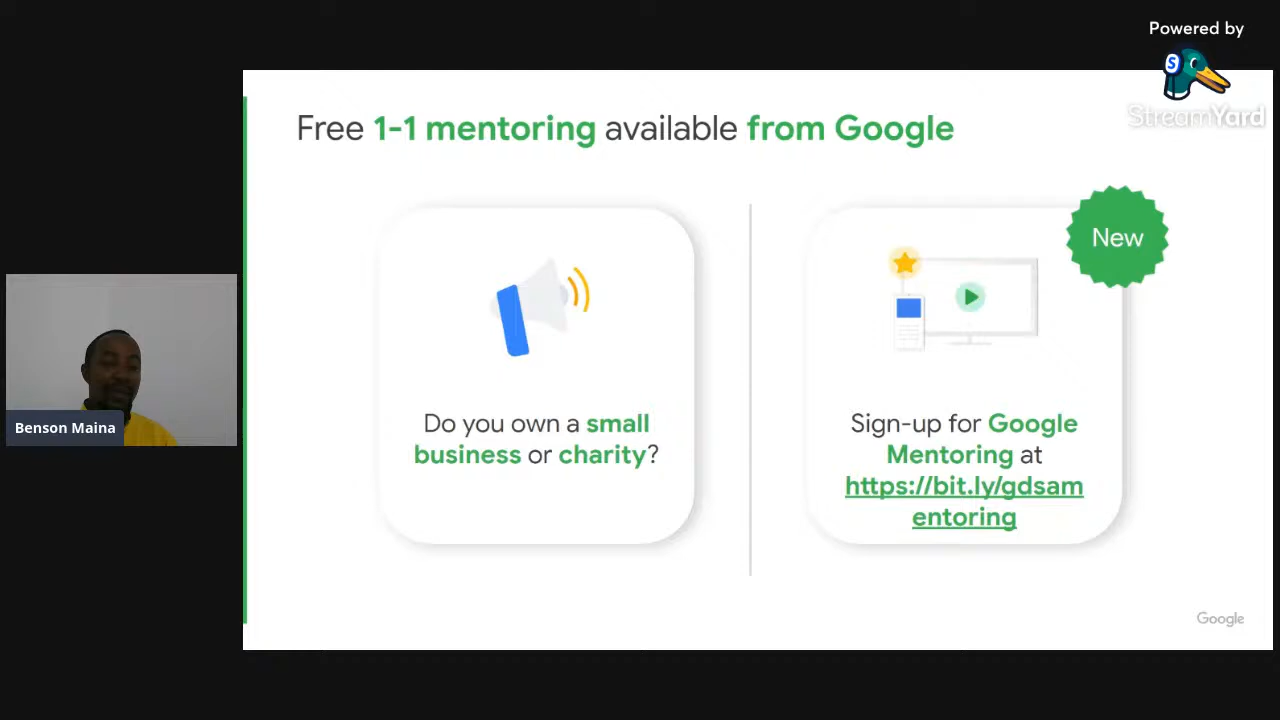 Powered by
S
StreamYard
Free 1-1 mentoring available from Google
New
Do you own a small
business or charity?
Sign-up for Google
Mentoring at
https://bit.ly/gdsam
entoring
Benson Maina
Google